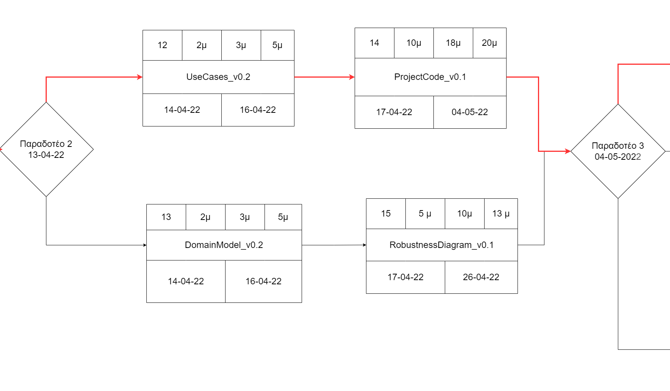 12 2μ 3μ 5μ
UseCases_v0.2
14-04-22 16-04-22
14 10μ 18μ 20μ
ProjectCode_v0.1
17-04-22 04-05-22
Παραδοτέο 2
13-04-22
Παραδοτέο 3
04-05-2022
13 2μ 3μ 5μ
DomainModel_v0.2
14-04-22 16-04-22
15 5 μ 10μ 13 μ
RobustnessDiagram_v0.1
17-04-22 26-04-22